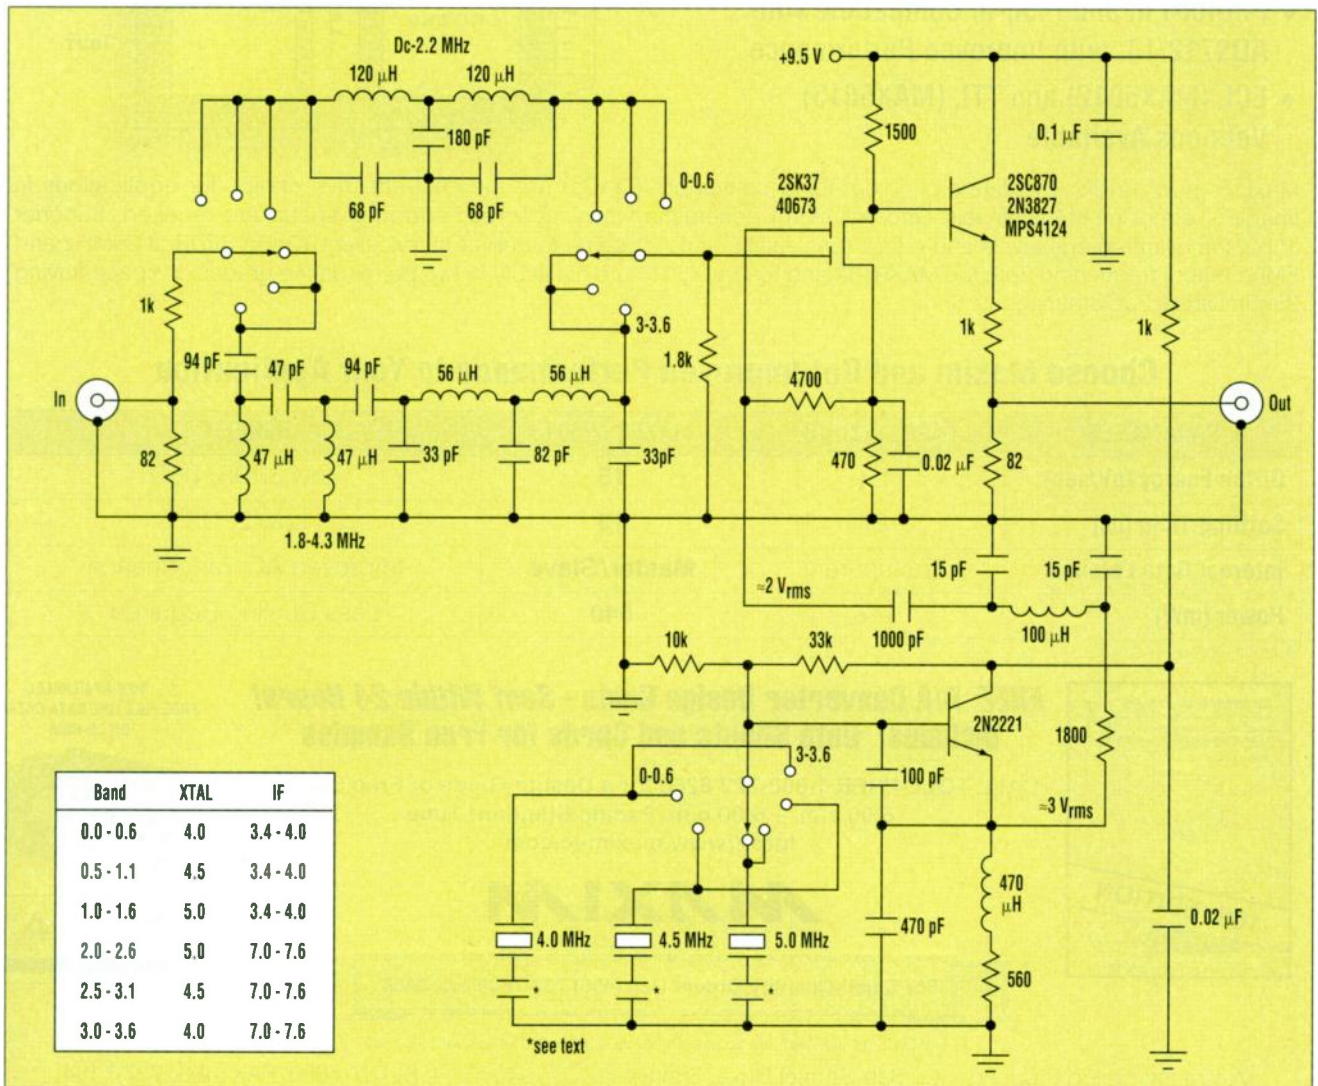 Dc-2.2 MHz
120 μH
120 μH
180 pF
68 pF
68 pF
0-0.6
+9.5 V
1500
0.1 μF
2SK37
40673
2SC870
2N3827
MPS4124
1k
3-3.6
1.8k
1k
1k
94 pF
47 pF
94 pF
56 μH
56 μH
4700
In
Out
82
47 μH
47 μH
33 pF
82 pF
33pF
470
0.02 μF
82
1.8-4.3 MHz
≈2 Vrms
15 pF
15 pF
1000 pF
100 μH
10k
33k
2N2221
1800
0-0.6
3-3.6
100 pF
≈3 Vrms
470
μH
4.0 MHz
4.5 MHz
5.0 MHz
470 pF
0.02 μF
*
*
*
560
*see text
Band XTAL IF
0.0 - 0.6 4.0 3.4 - 4.0
0.5 - 1.1 4.5 3.4 - 4.0
1.0 - 1.6 5.0 3.4 - 4.0
2.0 - 2.6 5.0 7.0 - 7.6
2.5 - 3.1 4.5 7.0 - 7.6
3.0 - 3.6 4.0 7.0 - 7.6